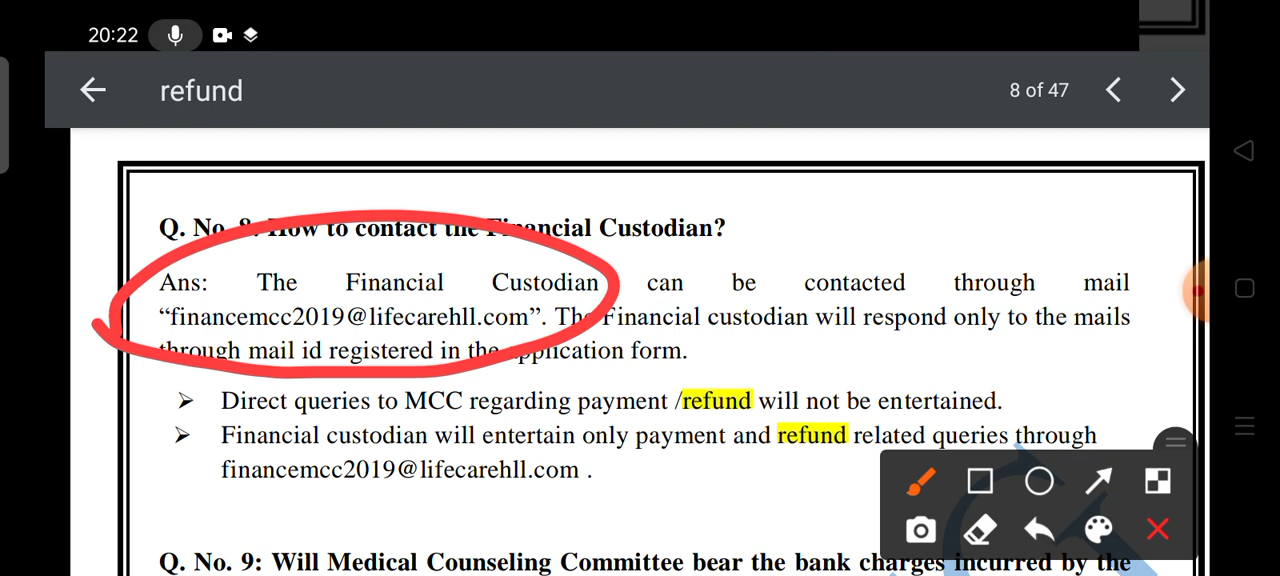 20:22
refund
8 of 47
Q. No. 8: How to contact the Financial Custodian?
Ans: The Financial Custodian can be contacted through mail
“financemcc2019@lifecarehll.com”. The Financial custodian will respond only to the mails
through mail id registered in the application form.
➢ Direct queries to MCC regarding payment /refund will not be entertained.
➢ Financial custodian will entertain only payment and refund related queries through
financemcc2019@lifecarehll.com .
Q. No. 9: Will Medical Counseling Committee bear the bank charges incurred by the